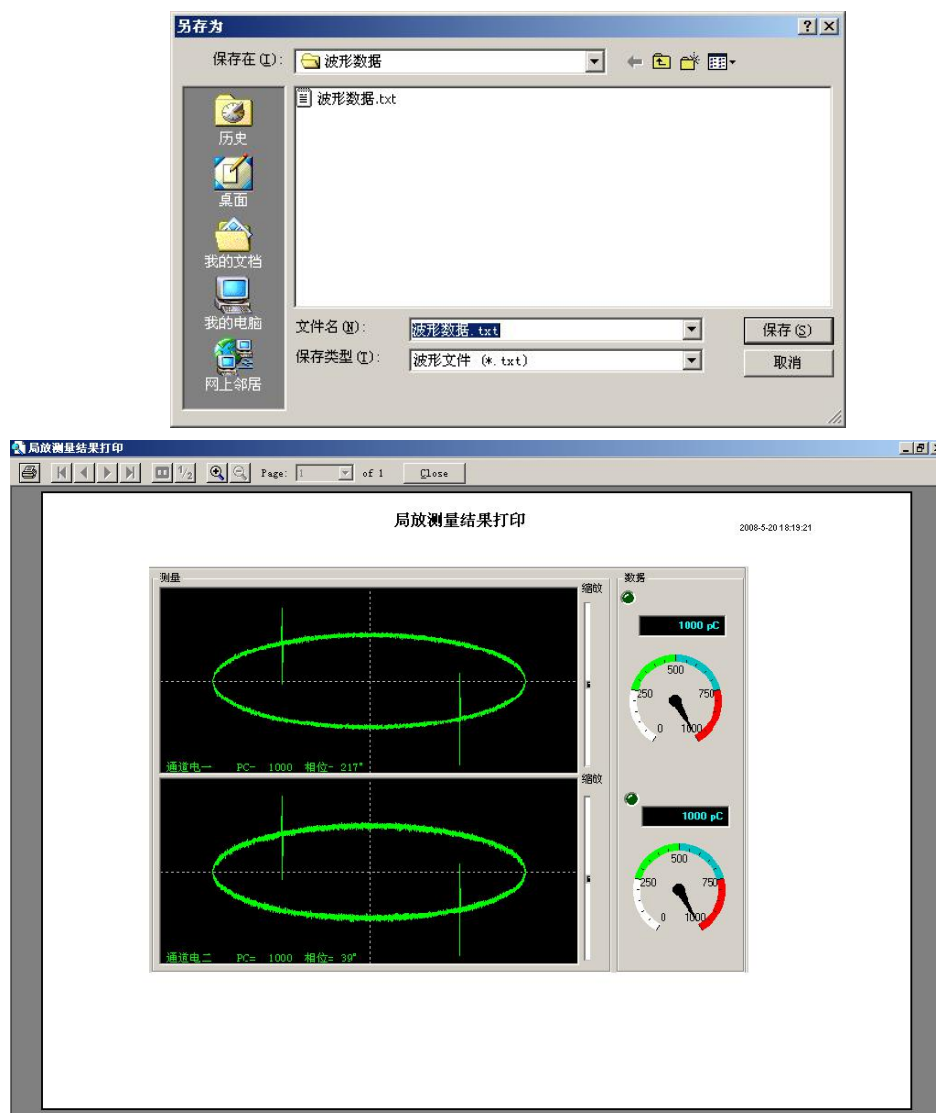 另存为
保存在(I):
波形数据
波形数据.txt
历史
桌面
我的文档
我的电脑
网上邻居
文件名(N):
波形数据.txt
保存(S)
保存类型(T):
波形文件 (*.txt)
取消
局放测量结果打印
1/2
Page: 1 of 1
Close
局放测量结果打印
2008-5-20 18:19:21
测量
缩放
数据
1000 pC
500
250
750
0
1000
通道电一 PC- 1000 相位- 217°
缩放
1000 pC
500
250
750
0
1000
通道电二 PC= 1000 相位= 39°